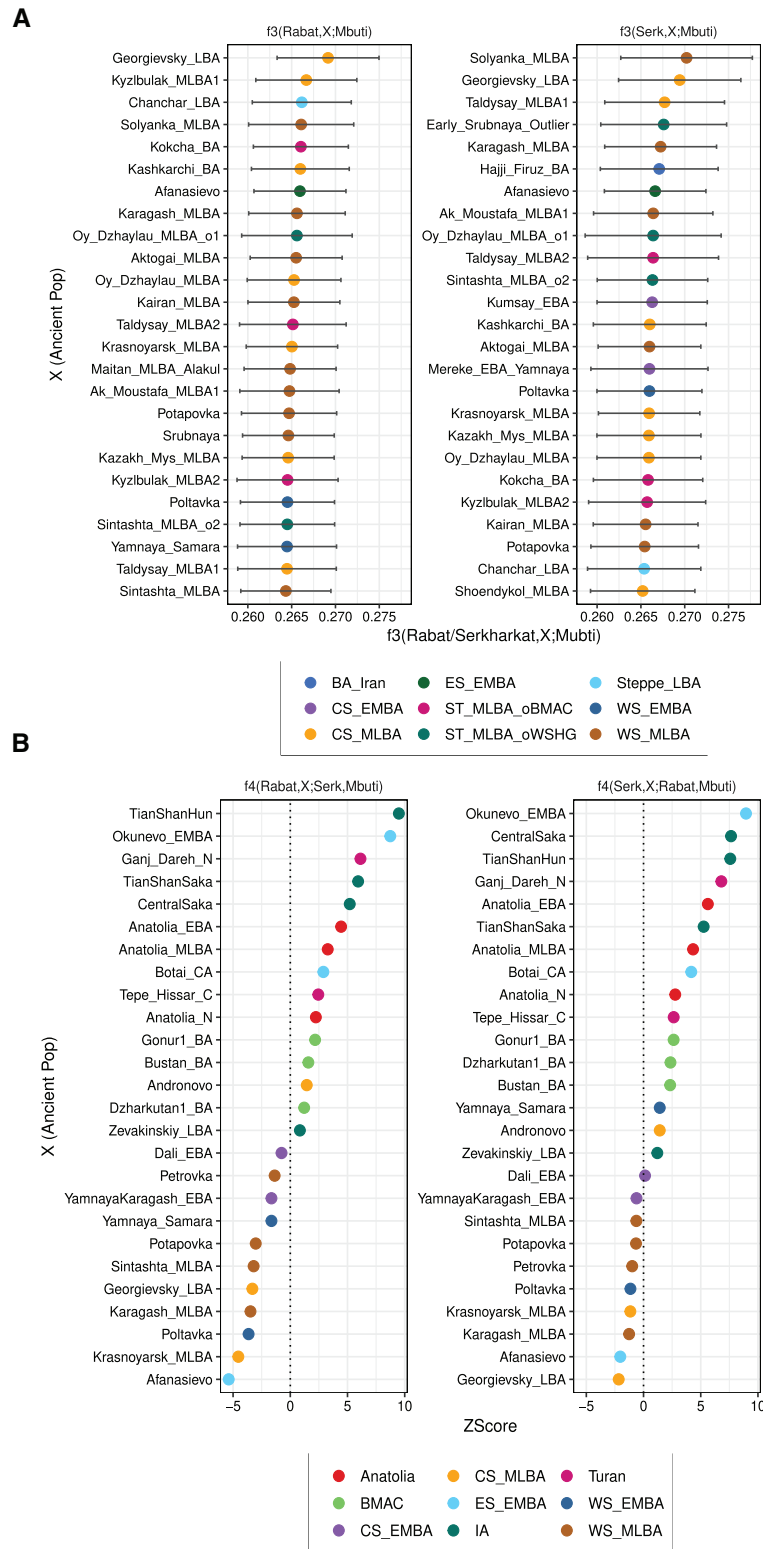 A
f3(Rabat,X;Mbuti)
f3(Serk,X;Mbuti)
X (Ancient Pop)
Georgievsky_LBA
Kyzlbulak_MLBA1
Chanchar_LBA
Solyanka_MLBA
Kokcha_BA
Kashkarchi_BA
Afanasievo
Karagash_MLBA
Oy_Dzhaylau_MLBA_o1
Aktogai_MLBA
Oy_Dzhaylau_MLBA
Kairan_MLBA
Taldysay_MLBA2
Krasnoyarsk_MLBA
Maitan_MLBA_Alakul
Ak_Moustafa_MLBA1
Potapovka
Srubnaya
Kazakh_Mys_MLBA
Kyzlbulak_MLBA2
Poltavka
Sintashta_MLBA_o2
Yamnaya_Samara
Taldysay_MLBA1
Sintashta_MLBA
0.260 0.265 0.270 0.275
Solyanka_MLBA
Georgievsky_LBA
Taldysay_MLBA1
Early_Srubnaya_Outlier
Karagash_MLBA
Hajji_Firuz_BA
Afanasievo
Ak_Moustafa_MLBA1
Oy_Dzhaylau_MLBA_o1
Taldysay_MLBA2
Sintashta_MLBA_o2
Kumsay_EBA
Kashkarchi_BA
Aktogai_MLBA
Mereke_EBA_Yamnaya
Poltavka
Krasnoyarsk_MLBA
Kazakh_Mys_MLBA
Oy_Dzhaylau_MLBA
Kokcha_BA
Kyzlbulak_MLBA2
Kairan_MLBA
Potapovka
Chanchar_LBA
Shoendykol_MLBA
0.260 0.265 0.270 0.275
f3(Rabat/Serkharkat,X;Mubti)
BA_Iran ES_EMBA Steppe_LBA
CS_EMBA ST_MLBA_oBMAC WS_EMBA
CS_MLBA ST_MLBA_oWSHG WS_MLBA
B
f4(Rabat,X;Serk,Mbuti)
f4(Serk,X;Rabat,Mbuti)
X (Ancient Pop)
TianShanHun
Okunevo_EMBA
Ganj_Dareh_N
TianShanSaka
CentralSaka
Anatolia_EBA
Anatolia_MLBA
Botai_CA
Tepe_Hissar_C
Anatolia_N
Gonur1_BA
Bustan_BA
Andronovo
Dzharkutan1_BA
Zevakinskiy_LBA
Dali_EBA
Petrovka
YamnayaKaragash_EBA
Yamnaya_Samara
Potapovka
Sintashta_MLBA
Georgievsky_LBA
Karagash_MLBA
Poltavka
Krasnoyarsk_MLBA
Afanasievo
−5 0 5 10
Okunevo_EMBA
CentralSaka
TianShanHun
Ganj_Dareh_N
Anatolia_EBA
TianShanSaka
Anatolia_MLBA
Botai_CA
Anatolia_N
Tepe_Hissar_C
Gonur1_BA
Dzharkutan1_BA
Bustan_BA
Yamnaya_Samara
Andronovo
Zevakinskiy_LBA
Dali_EBA
YamnayaKaragash_EBA
Sintashta_MLBA
Potapovka
Petrovka
Poltavka
Krasnoyarsk_MLBA
Karagash_MLBA
Afanasievo
Georgievsky_LBA
−5 0 5 10
ZScore
Anatolia CS_MLBA Turan
BMAC ES_EMBA WS_EMBA
CS_EMBA IA WS_MLBA